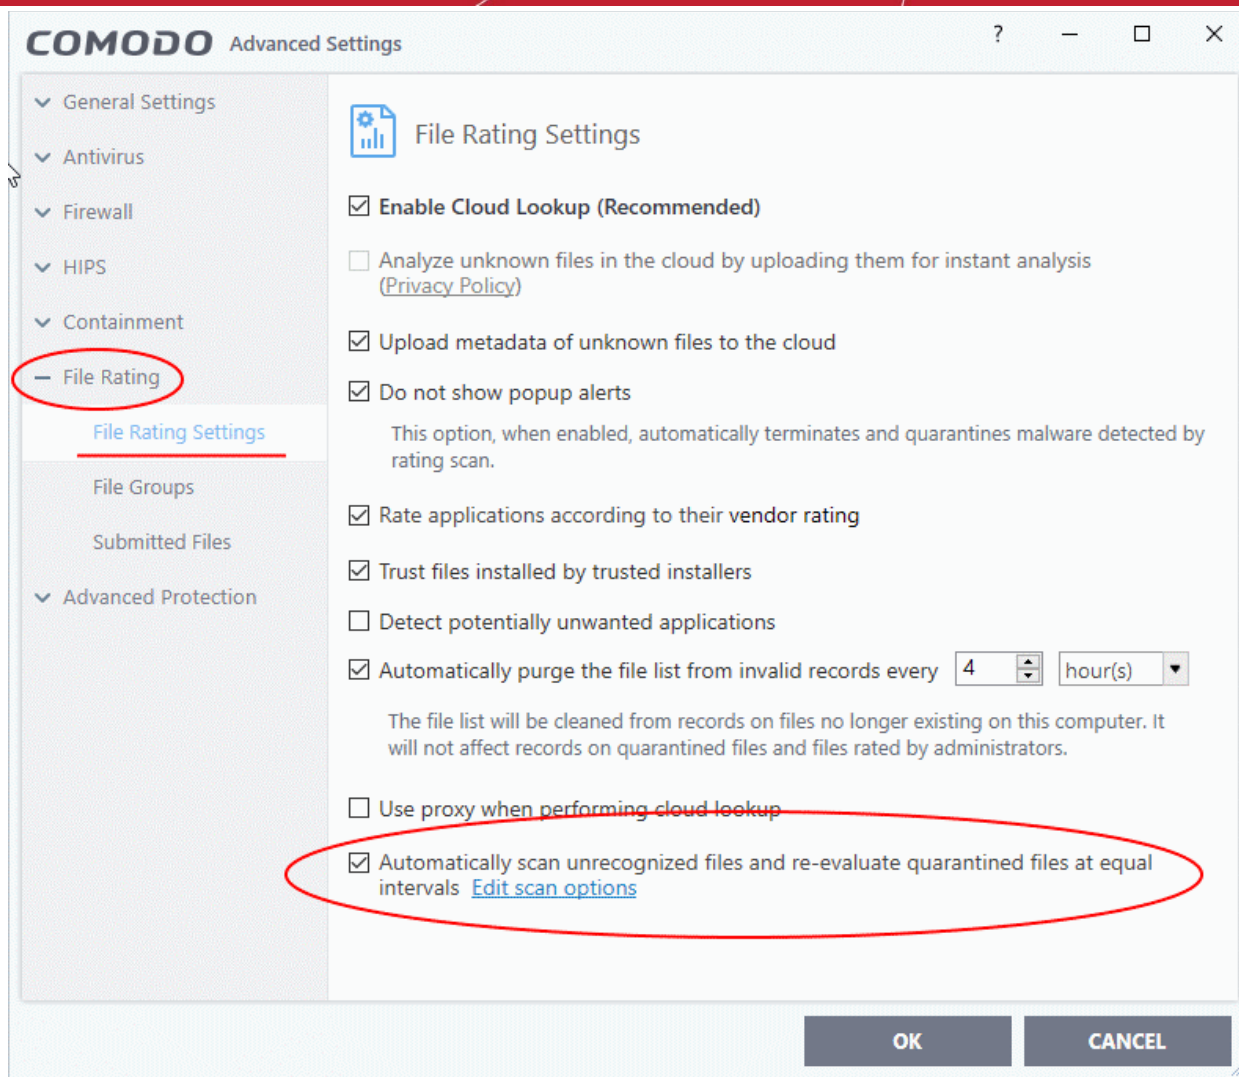 COMODO Advanced Settings
?
General Settings
Antivirus
Firewall
HIPS
Containment
File Rating
File Rating Settings
File Groups
Submitted Files
Advanced Protection
File Rating Settings
Enable Cloud Lookup (Recommended)
Analyze unknown files in the cloud by uploading them for instant analysis
(Privacy Policy)
Upload metadata of unknown files to the cloud
Do not show popup alerts
This option, when enabled, automatically terminates and quarantines malware detected by
rating scan.
Rate applications according to their vendor rating
Trust files installed by trusted installers
Detect potentially unwanted applications
Automatically purge the file list from invalid records every 4 hour(s)
The file list will be cleaned from records on files no longer existing on this computer. It
will not affect records on quarantined files and files rated by administrators.
Use proxy when performing cloud lookup
Automatically scan unrecognized files and re-evaluate quarantined files at equal
intervals Edit scan options
OK CANCEL